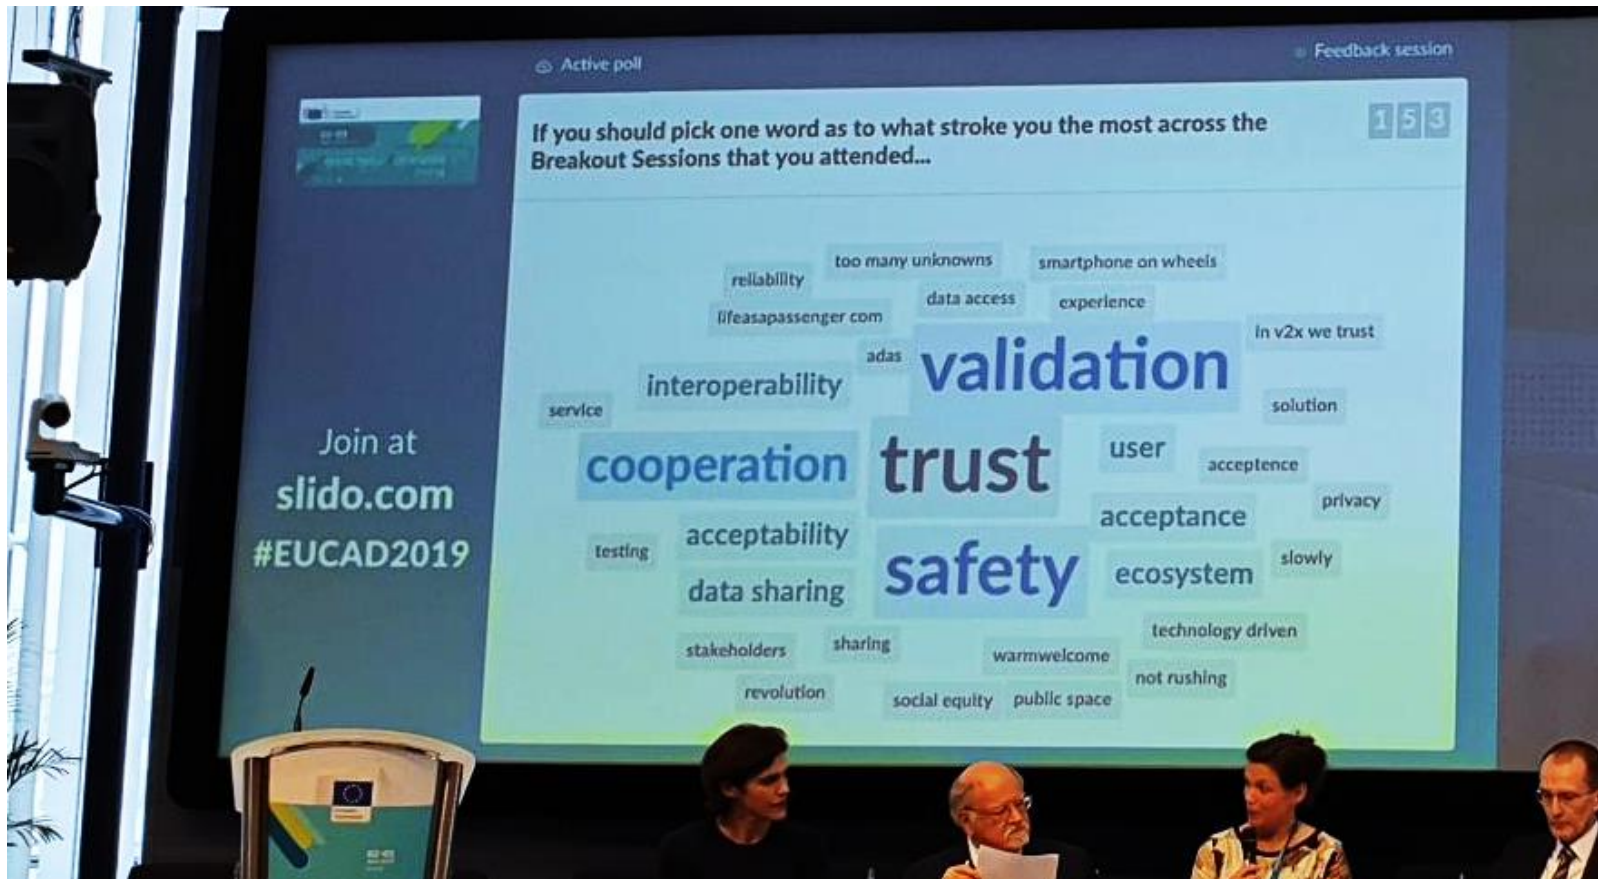 Active poll
Feedback session
If you should pick one word as to what stroke you the most across the
Breakout Sessions that you attended...
153
too many unknowns
smartphone on wheels
reliability
data access
experience
lifeasapassenger com
in v2x we trust
adas
validation
interoperability
service
solution
cooperation
trust
user
acceptence
privacy
acceptability
acceptance
testing
safety
slowly
data sharing
ecosystem
technology driven
stakeholders
sharing
warmwelcome
not rushing
revolution
social equity
public space
Join at
slido.com
#EUCAD2019